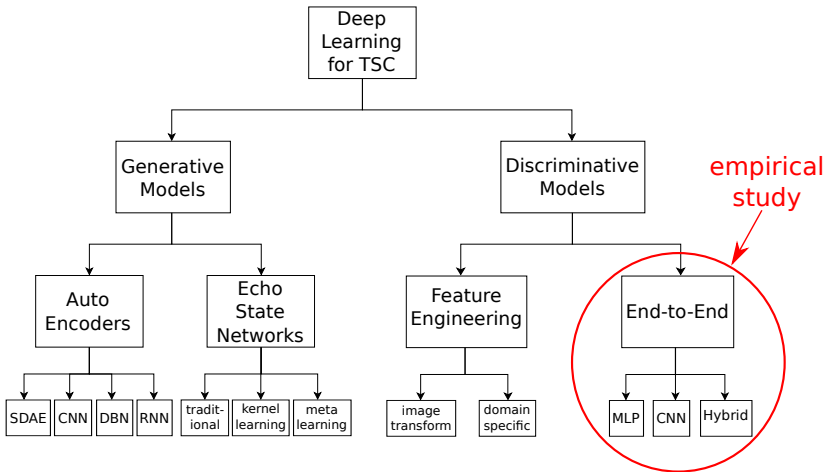 Deep
Learning
for TSC
Generative
Models
Discriminative
Models
empirical
study
Auto
Encoders
Echo
State
Networks
Feature
Engineering
End-to-End
SDAE
CNN
DBN
RNN
tradit-
ional
kernel
learning
meta
learning
image
transform
domain
specific
MLP
CNN
Hybrid